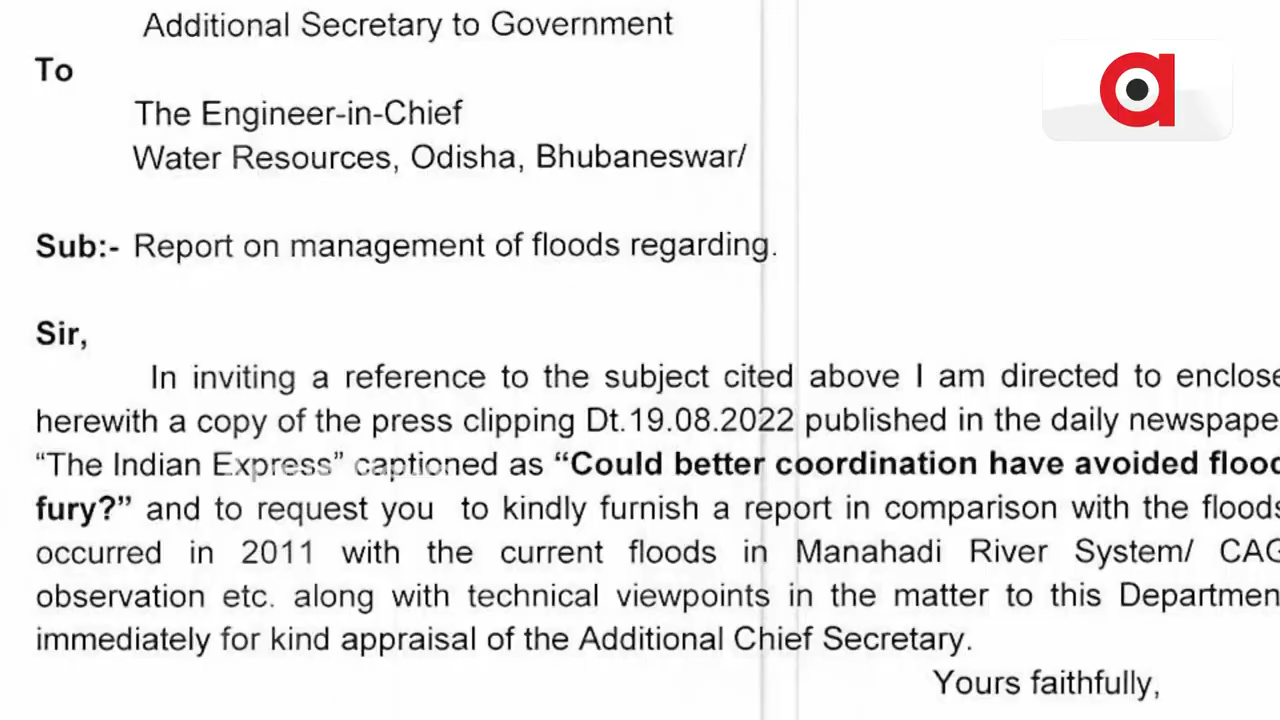 Additional Secretary to Government
To
The Engineer-in-Chief
Water Resources, Odisha, Bhubaneswar/
Sub:- Report on management of floods regarding.
Sir,
In inviting a reference to the subject cited above I am directed to enclose
herewith a copy of the press clipping Dt.19.08.2022 published in the daily newspape
“The Indian Express” captioned as “Could better coordination have avoided flood
fury?” and to request you to kindly furnish a report in comparison with the floods
occurred in 2011 with the current floods in Manahadi River System/ CAG
observation etc. along with technical viewpoints in the matter to this Departmen
immediately for kind appraisal of the Additional Chief Secretary.
Yours faithfully,